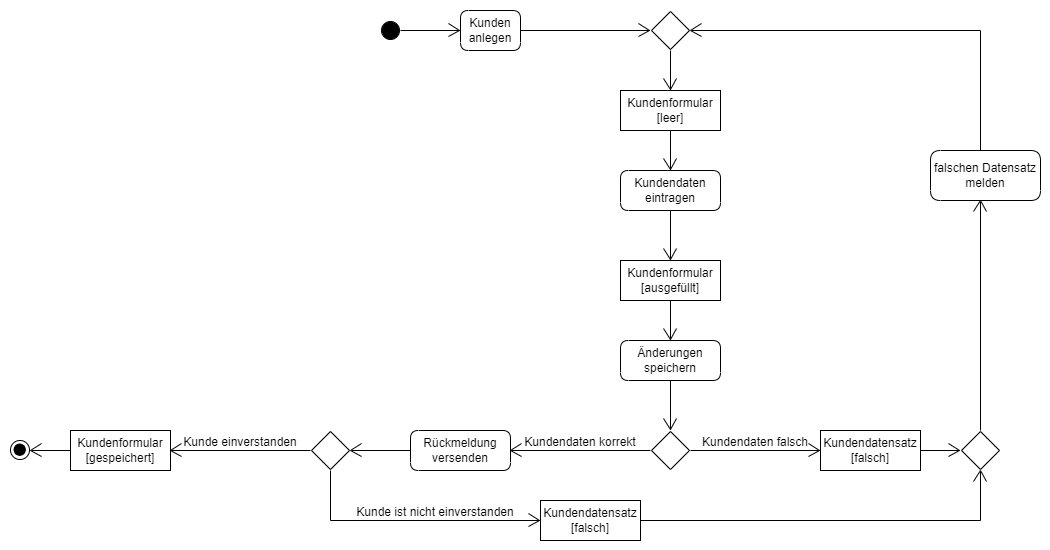 Kunden
anlegen
Kundenformular
[leer]
falschen Datensatz
melden
Kundendaten
eintragen
Kundenformular
[ausgefüllt]
Änderungen
speichern
Kundenformular
[gespeichert]
Kunde einverstanden
Rückmeldung
versenden
Kundendaten korrekt
Kundendaten falsch
Kundendatensatz
[falsch]
Kunde ist nicht einverstanden
Kundendatensatz
[falsch]